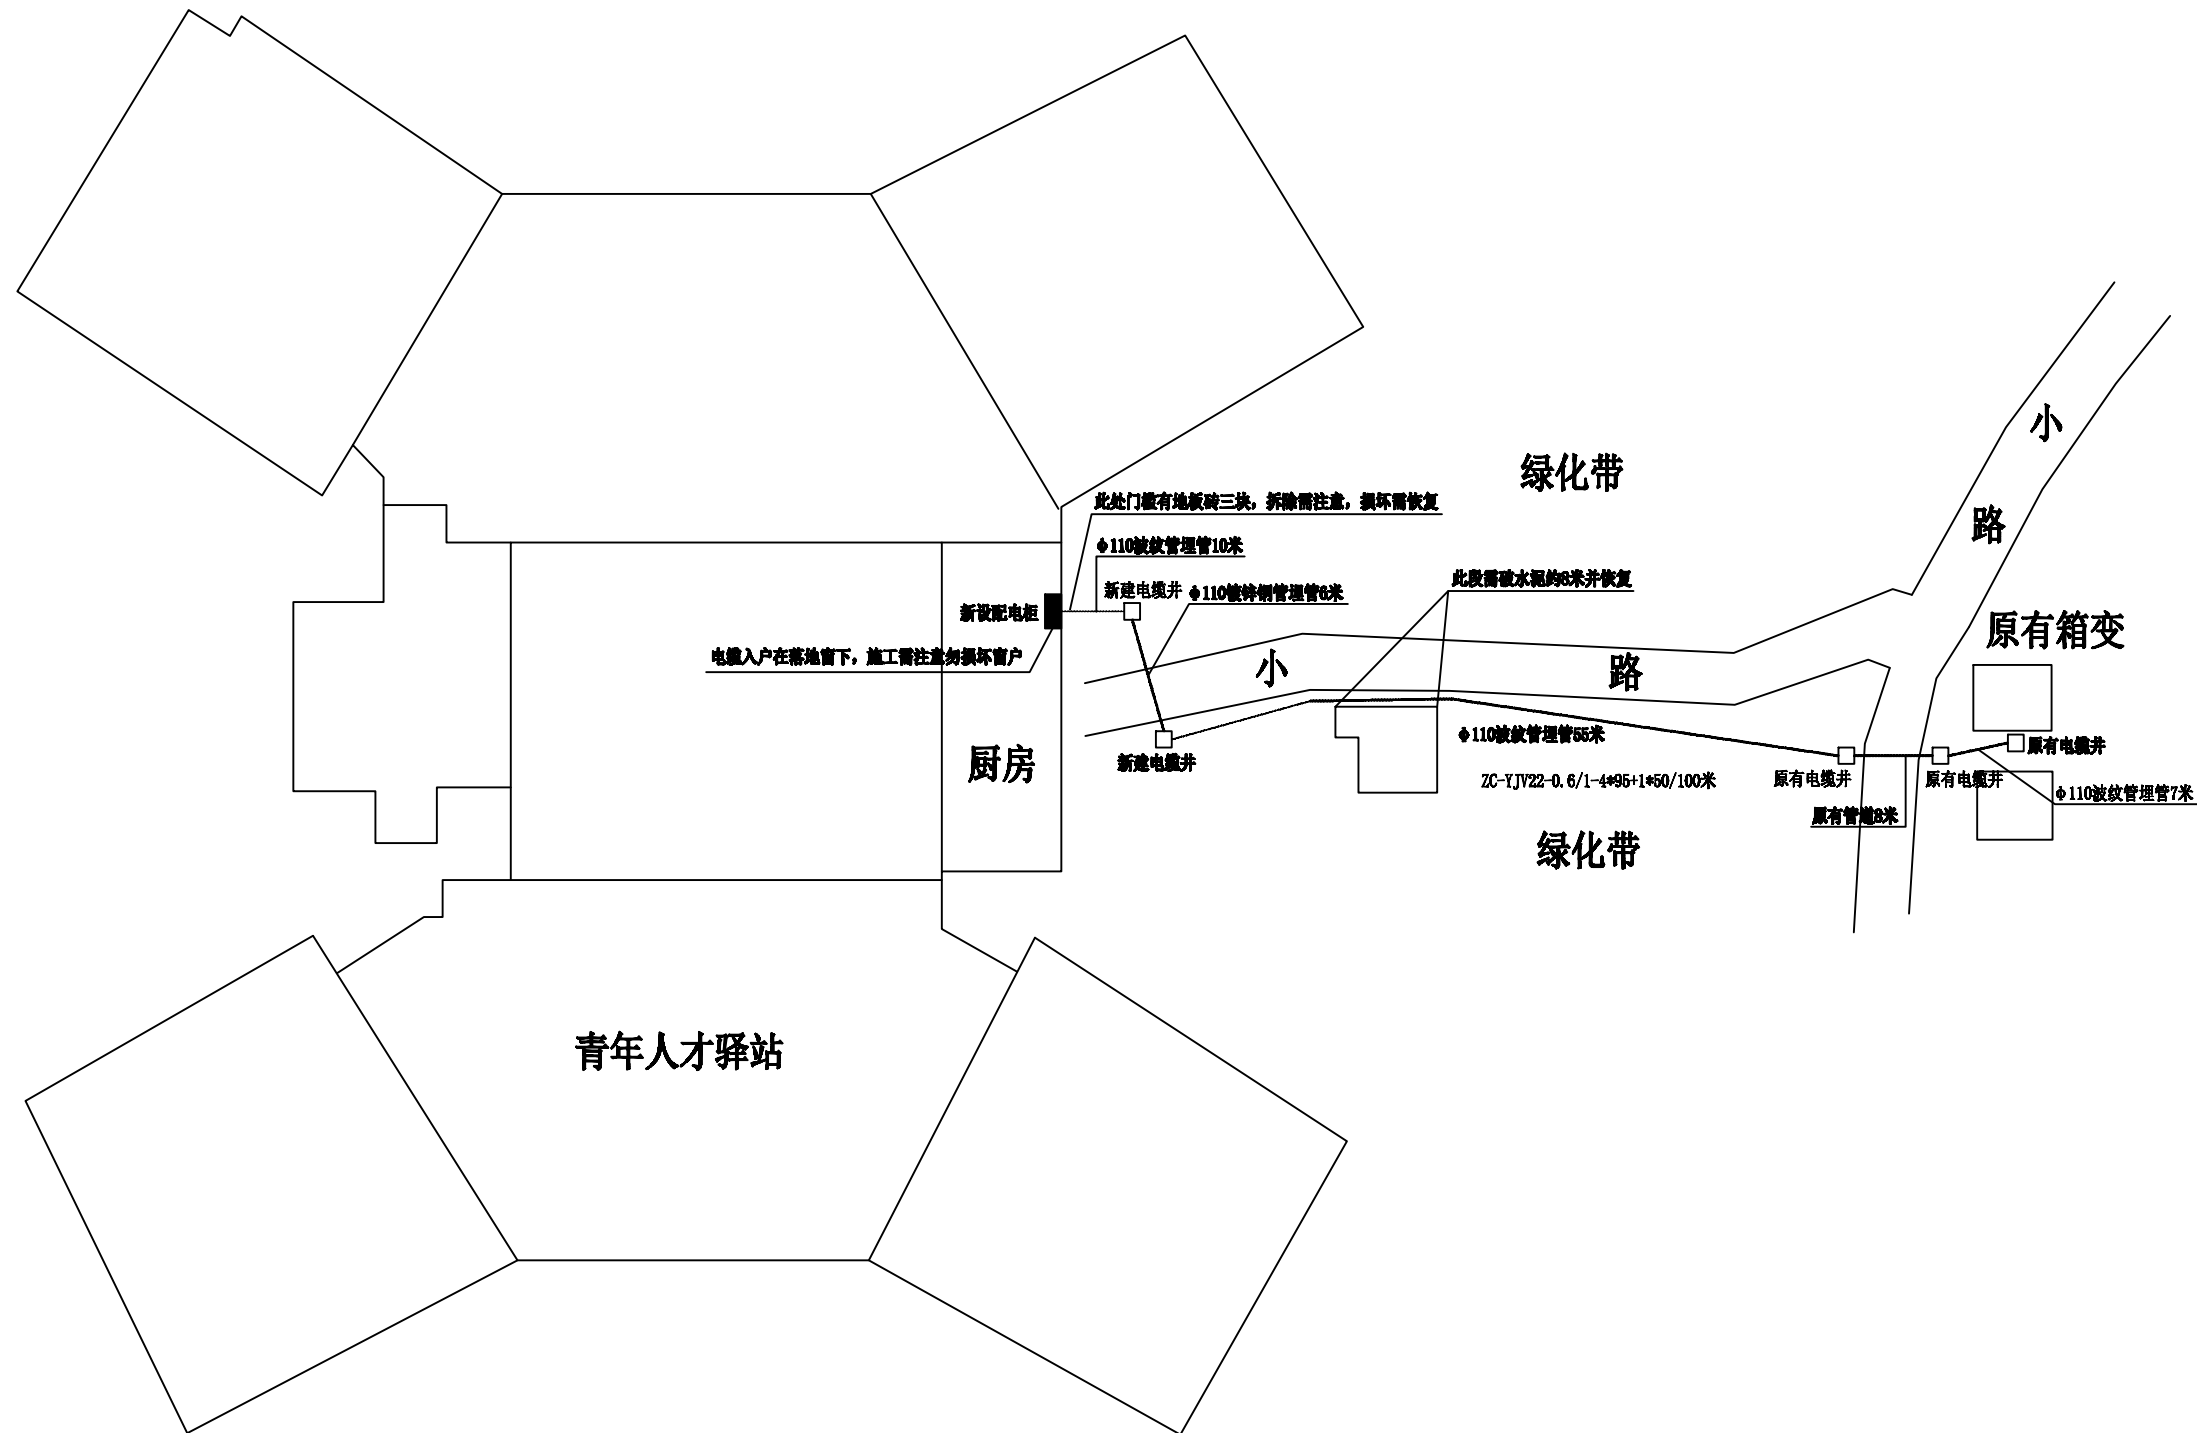 绿化带
小
路
此处门槛有地板砖三块，拆除需注意，损坏需恢复
ф110波纹管埋管10米
新建电缆井
ф110镀锌钢管埋管6米
此段需破水泥约8米并恢复
新设配电柜
电缆入户在落地窗下，施工需注意勿损坏窗户
小
路
原有箱变
厨房
新建电缆井
ф110波纹管埋管55米
ZC-YJV22-0.6/1-4*95+1*50/100米
原有电缆井
原有电缆井
原有电缆井
ф110波纹管埋管7米
原有管道8米
绿化带
青年人才驿站